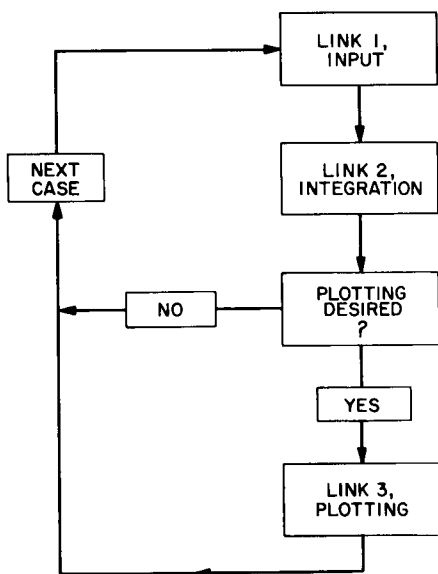 LINK 1,
INPUT
NEXT
CASE
LINK 2,
INTEGRATION
PLOTTING
DESIRED
?
NO
YES
LINK 3,
PLOTTING